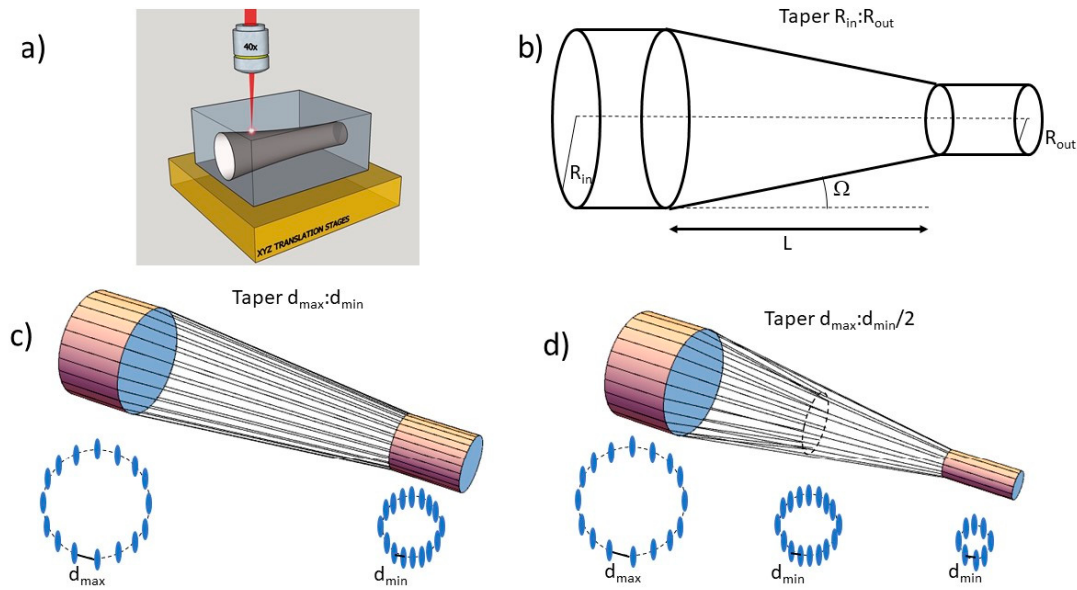 a)
40x
XYZ TRANSLATION STAGES
b)
Taper R_in:R_out
R_in
R_out
Ω
L
c)
Taper d_max:d_min
d_max
d_min
d)
Taper d_max:d_min/2
d_max
d_min
d_min